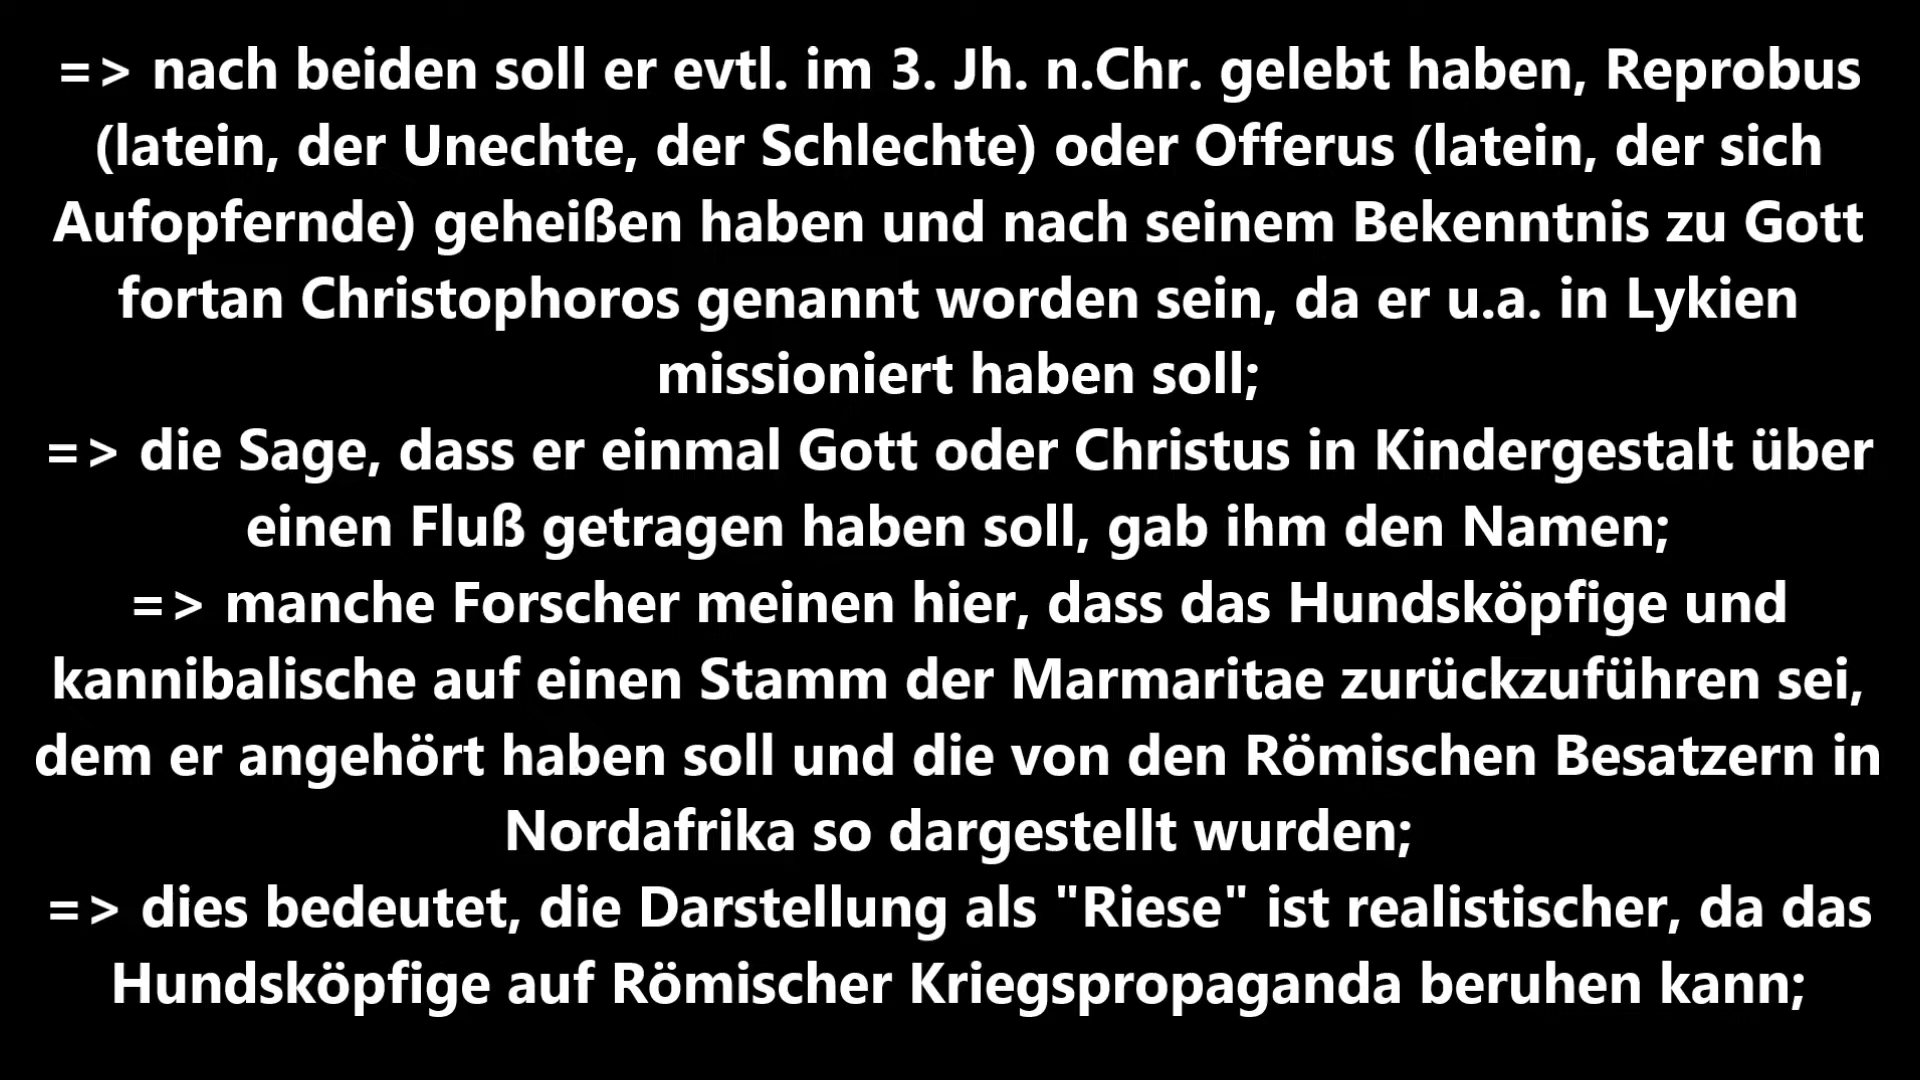 => nach beiden soll er evtl. im 3. Jh. n.Chr. gelebt haben, Reprobus
(latein, der Unechte, der Schlechte) oder Offerus (latein, der sich
Aufopfernde) geheißen haben und nach seinem Bekenntnis zu Gott
fortan Christophoros genannt worden sein, da er u.a. in Lykien
missioniert haben soll;
=> die Sage, dass er einmal Gott oder Christus in Kindergestalt über
einen Fluß getragen haben soll, gab ihm den Namen;
=> manche Forscher meinen hier, dass das Hundsköpfige und
kannibalische auf einen Stamm der Marmaritae zurückzuführen sei,
dem er angehört haben soll und die von den Römischen Besatzern in
Nordafrika so dargestellt wurden;
=> dies bedeutet, die Darstellung als "Riese" ist realistischer, da das
Hundsköpfige auf Römischer Kriegspropaganda beruhen kann;